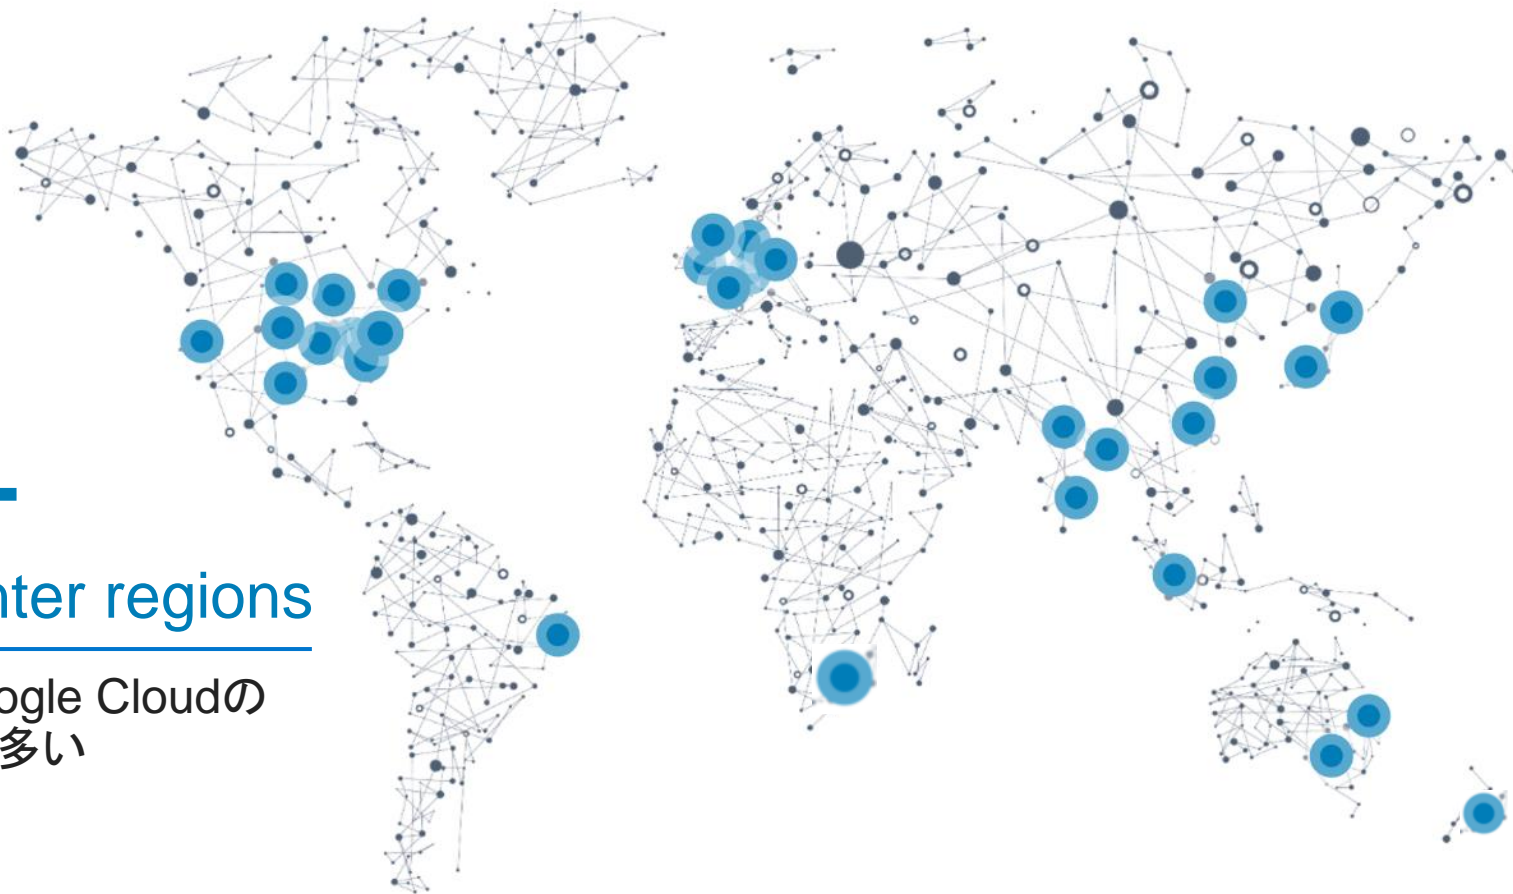 nter regions
ogle Cloudの
多い